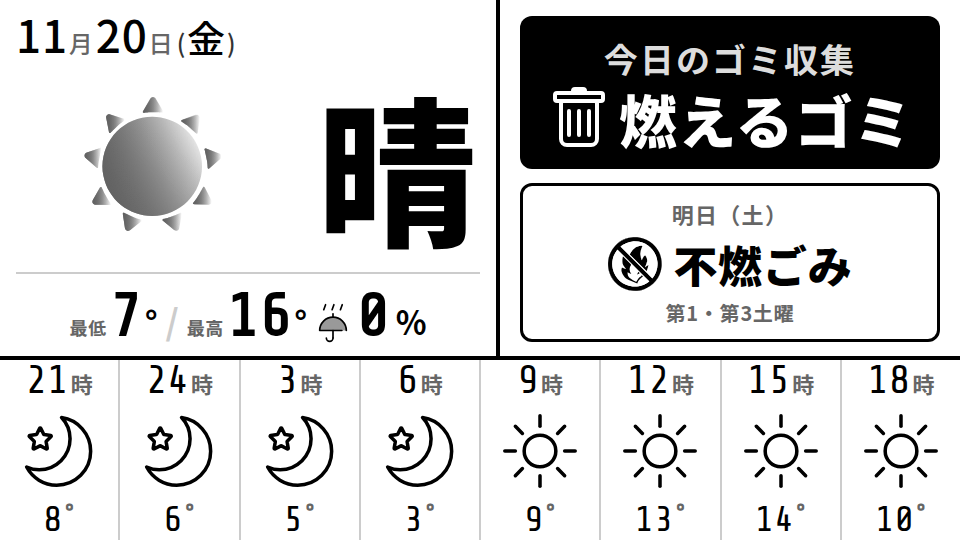 11月20日(金)
晴
最低 7° / 最高 16° 0%
今日のゴミ収集
燃えるゴミ
明日（土）
不燃ごみ
第1・第3土曜
21時 24時 3時 6時 9時 12時 15時 18時
8° 6° 5° 3° 9° 13° 14° 10°